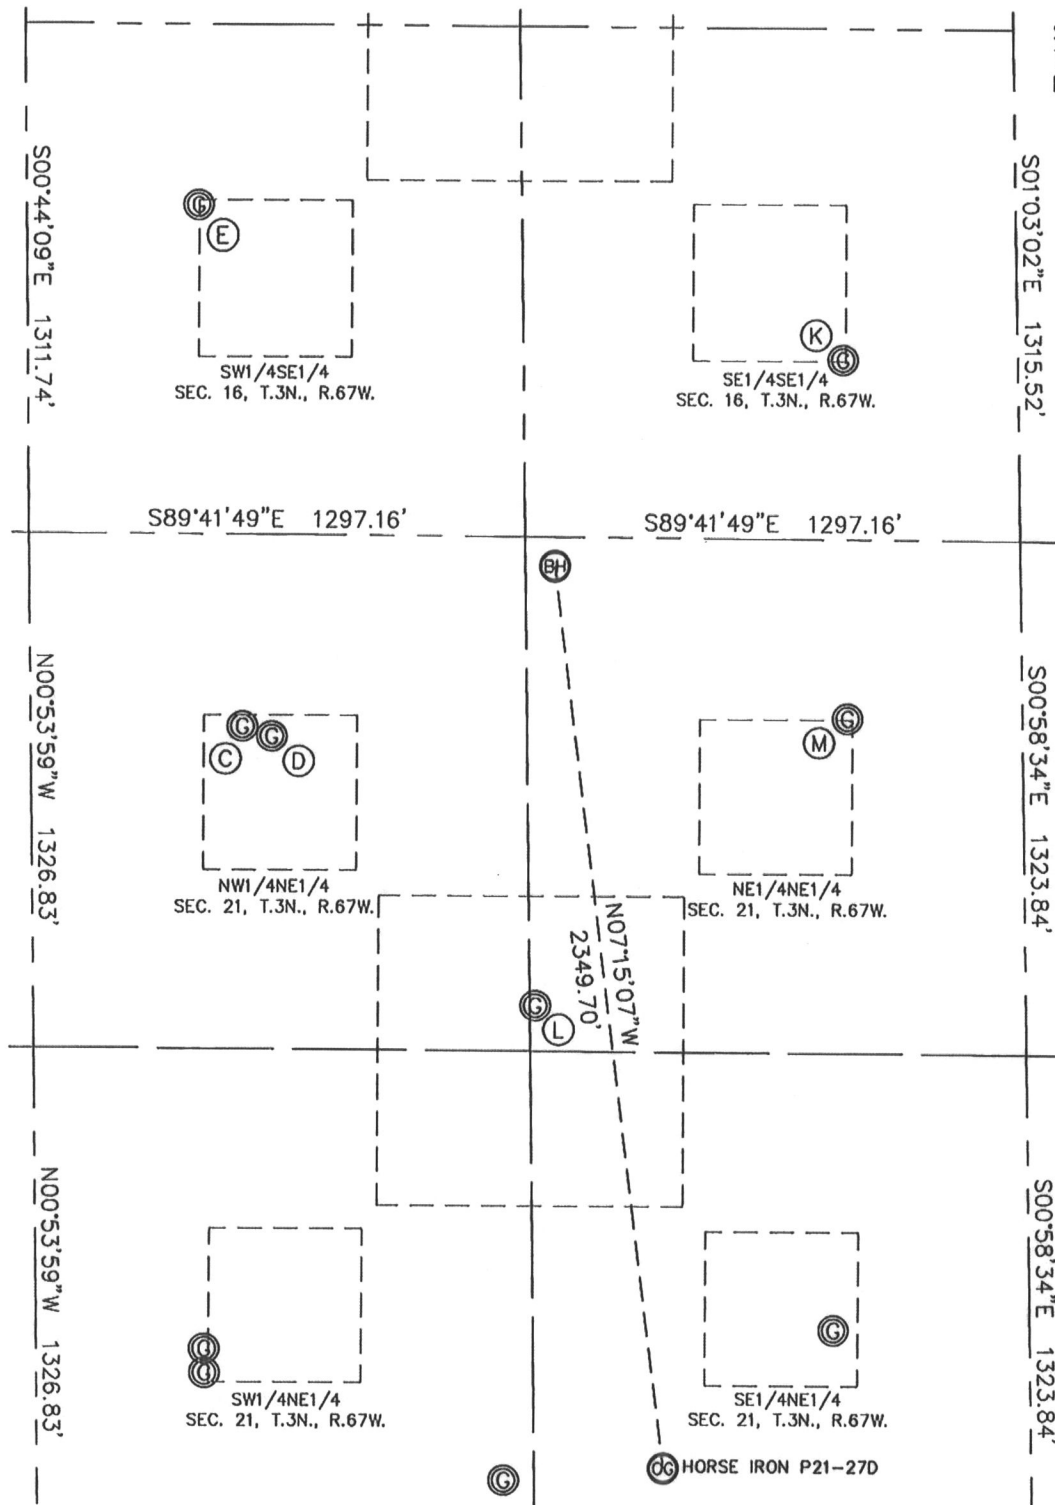 S00°44'09"E 1311.74'
S01°03'02"E 1315.52'
G
E
K
G
SW1/4SE1/4
SEC. 16, T.3N., R.67W.
SE1/4SE1/4
SEC. 16, T.3N., R.67W.
S89°41'49"E 1297.16'
S89°41'49"E 1297.16'
BH
N00°53'59"W 1326.83'
S00°58'34"E 1323.84'
G
G
C
D
G
M
NW1/4NE1/4
SEC. 21, T.3N., R.67W.
NE1/4NE1/4
SEC. 21, T.3N., R.67W.
N07°15'07"W
2349.70'
G
L
N00°53'59"W 1326.83'
S00°58'34"E 1323.84'
G
G
G
SW1/4NE1/4
SEC. 21, T.3N., R.67W.
SE1/4NE1/4
SEC. 21, T.3N., R.67W.
G
OG HORSE IRON P21-27D